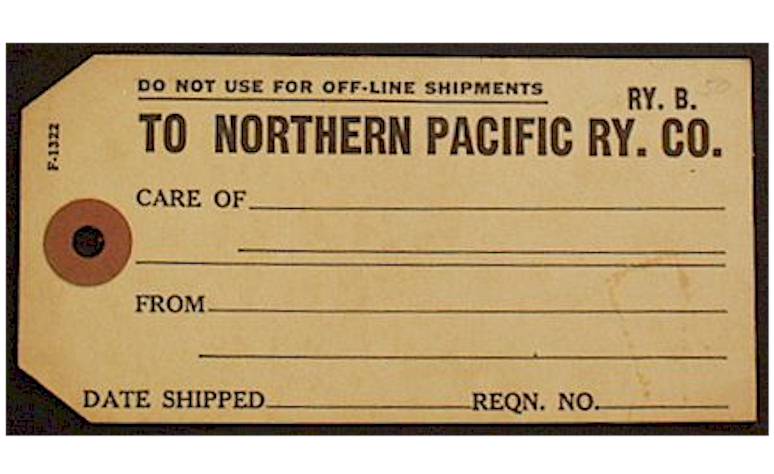 DO NOT USE FOR OFF-LINE SHIPMENTS
RY. B.
TO NORTHERN PACIFIC RY. CO.
F-1322
CARE OF
FROM
DATE SHIPPED REQN. NO.